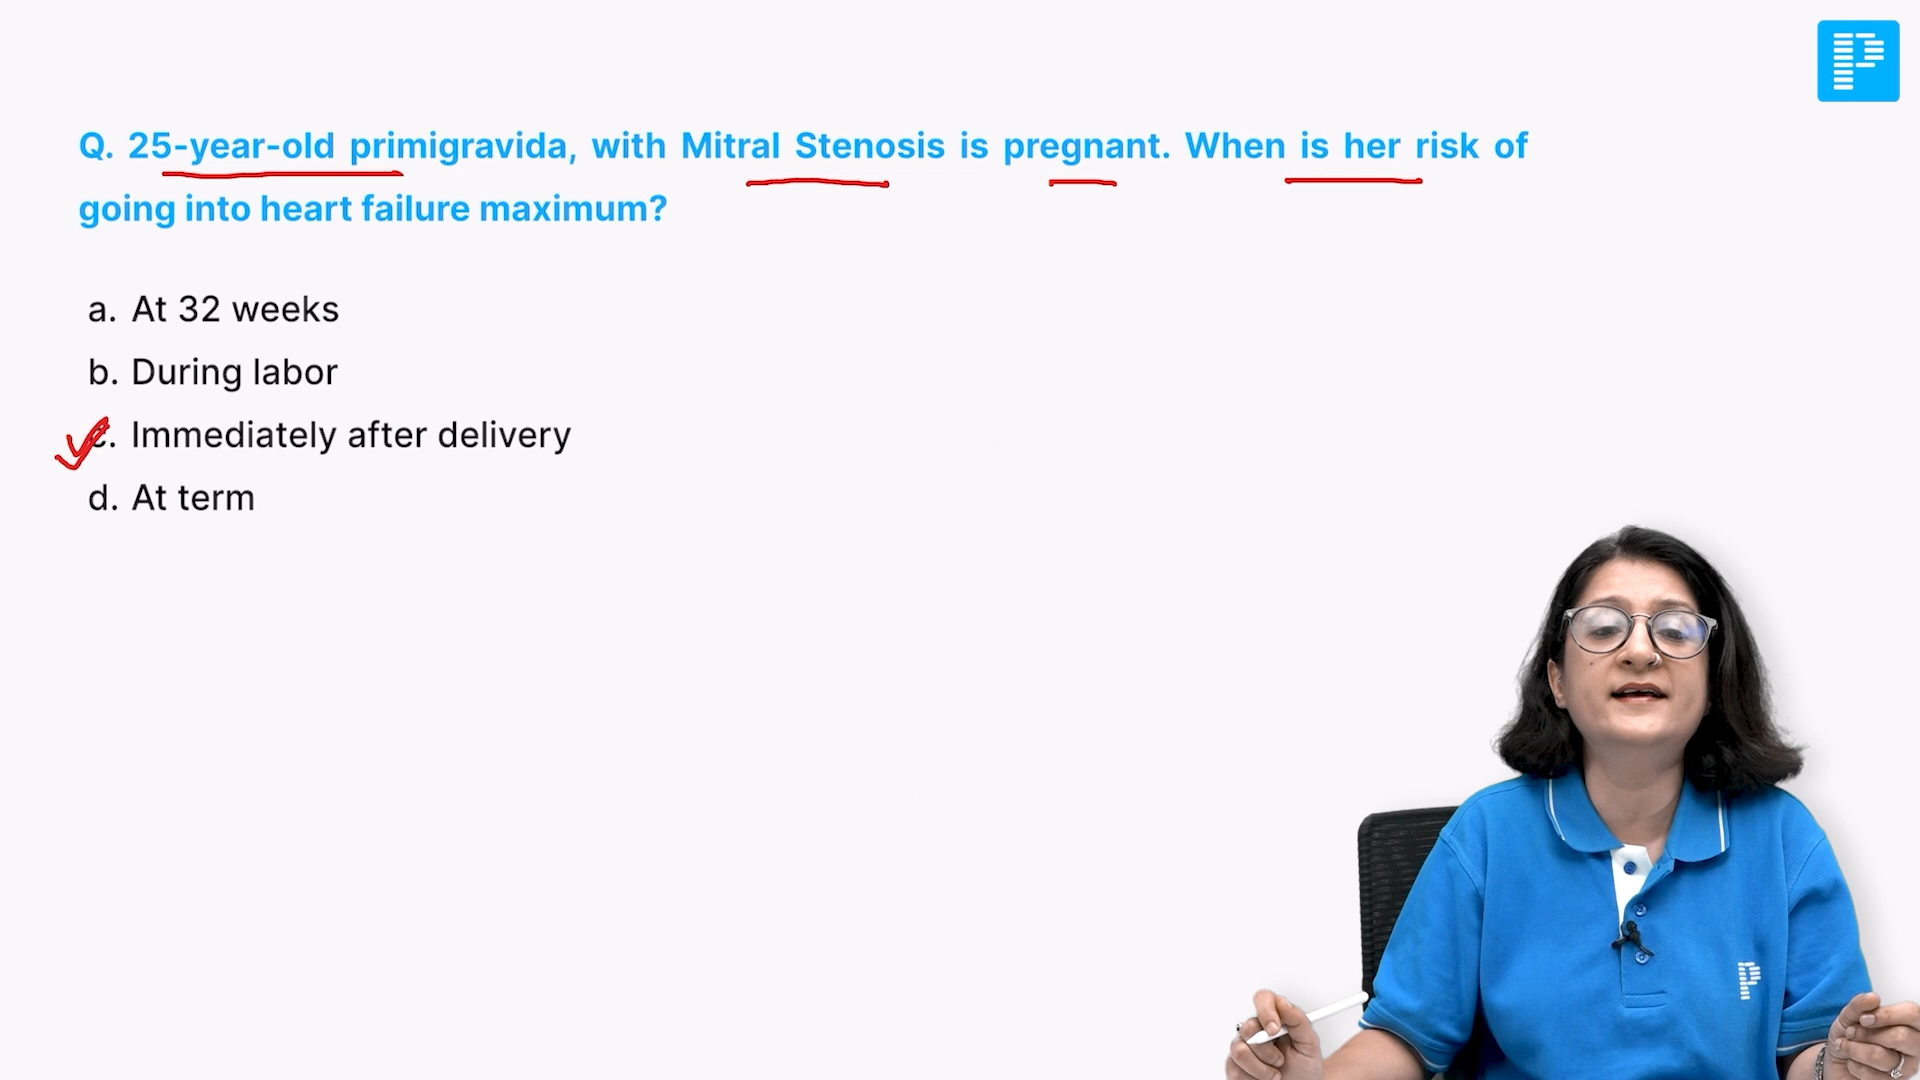 Q. 25-year-old primigravida, with Mitral Stenosis is pregnant. When is her risk of
going into heart failure maximum?
a. At 32 weeks
b. During labor
c. Immediately after delivery
d. At term